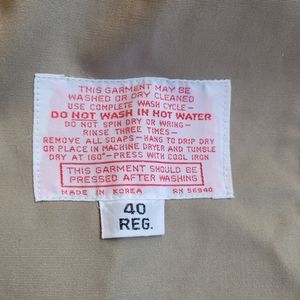 THIS GARMENT MAY BE
WASHED OR DRY CLEANED
USE COMPLETE WASH CYCLE-
DO NOT WASH IN HOT WATER
DO NOT SPIN DRY OR WRING-
RINSE THREE TIMES-
REMOVE ALL SOAPS-HANG TO DRIP DRY
OR PLACE IN MACHINE DRYER AND TUMBLE
DRY AT 160°-PRESS WITH COOL IRON
THIS GARMENT SHOULD BE
PRESSED AFTER WASHING
MADE IN KOREA RN 56940
40
REG.